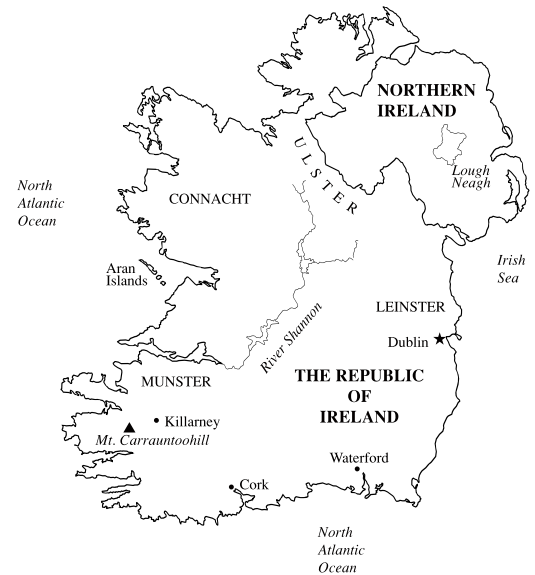 NORTHERN
IRELAND
ULSTER
Lough
Neagh
CONNACHT
North
Atlantic
Ocean
Irish
Sea
Aran
Islands
River Shannon
LEINSTER
Dublin
MUNSTER
THE REPUBLIC
OF
IRELAND
Killarney
Mt. Carrauntoohill
Waterford
Cork
North
Atlantic
Ocean